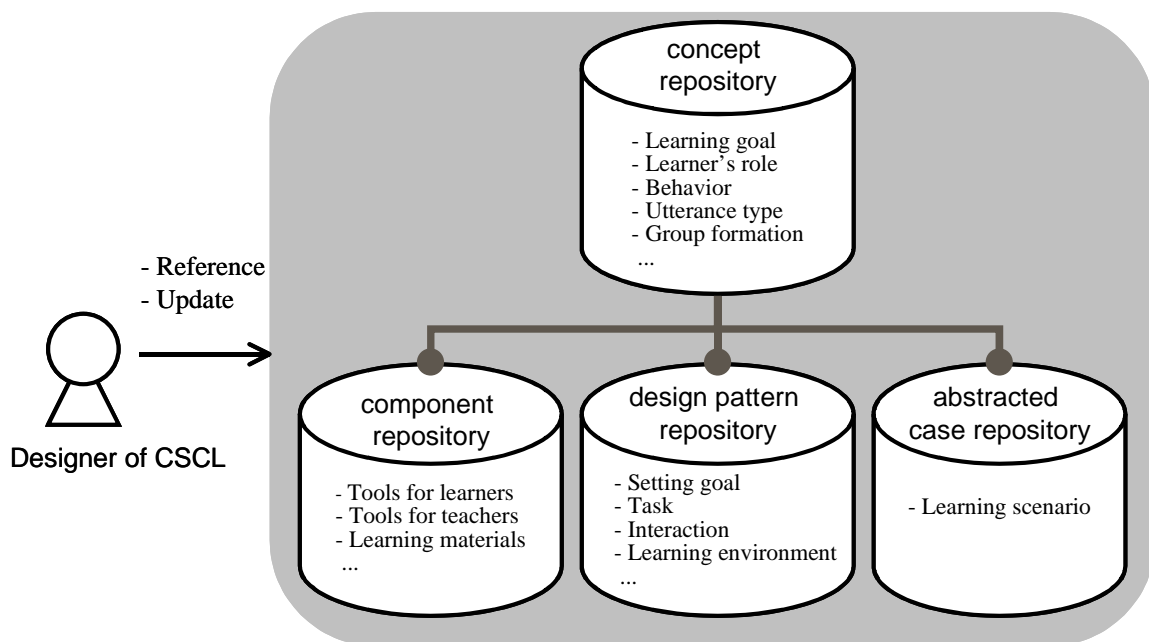 concept
repository
- Learning goal
- Learner’s role
- Behavior
- Utterance type
- Group formation
...
- Reference
- Update
Designer of CSCL
component
repository
- Tools for learners
- Tools for teachers
- Learning materials
...
design pattern
repository
- Setting goal
- Task
- Interaction
- Learning environment
...
abstracted
case repository
- Learning scenario